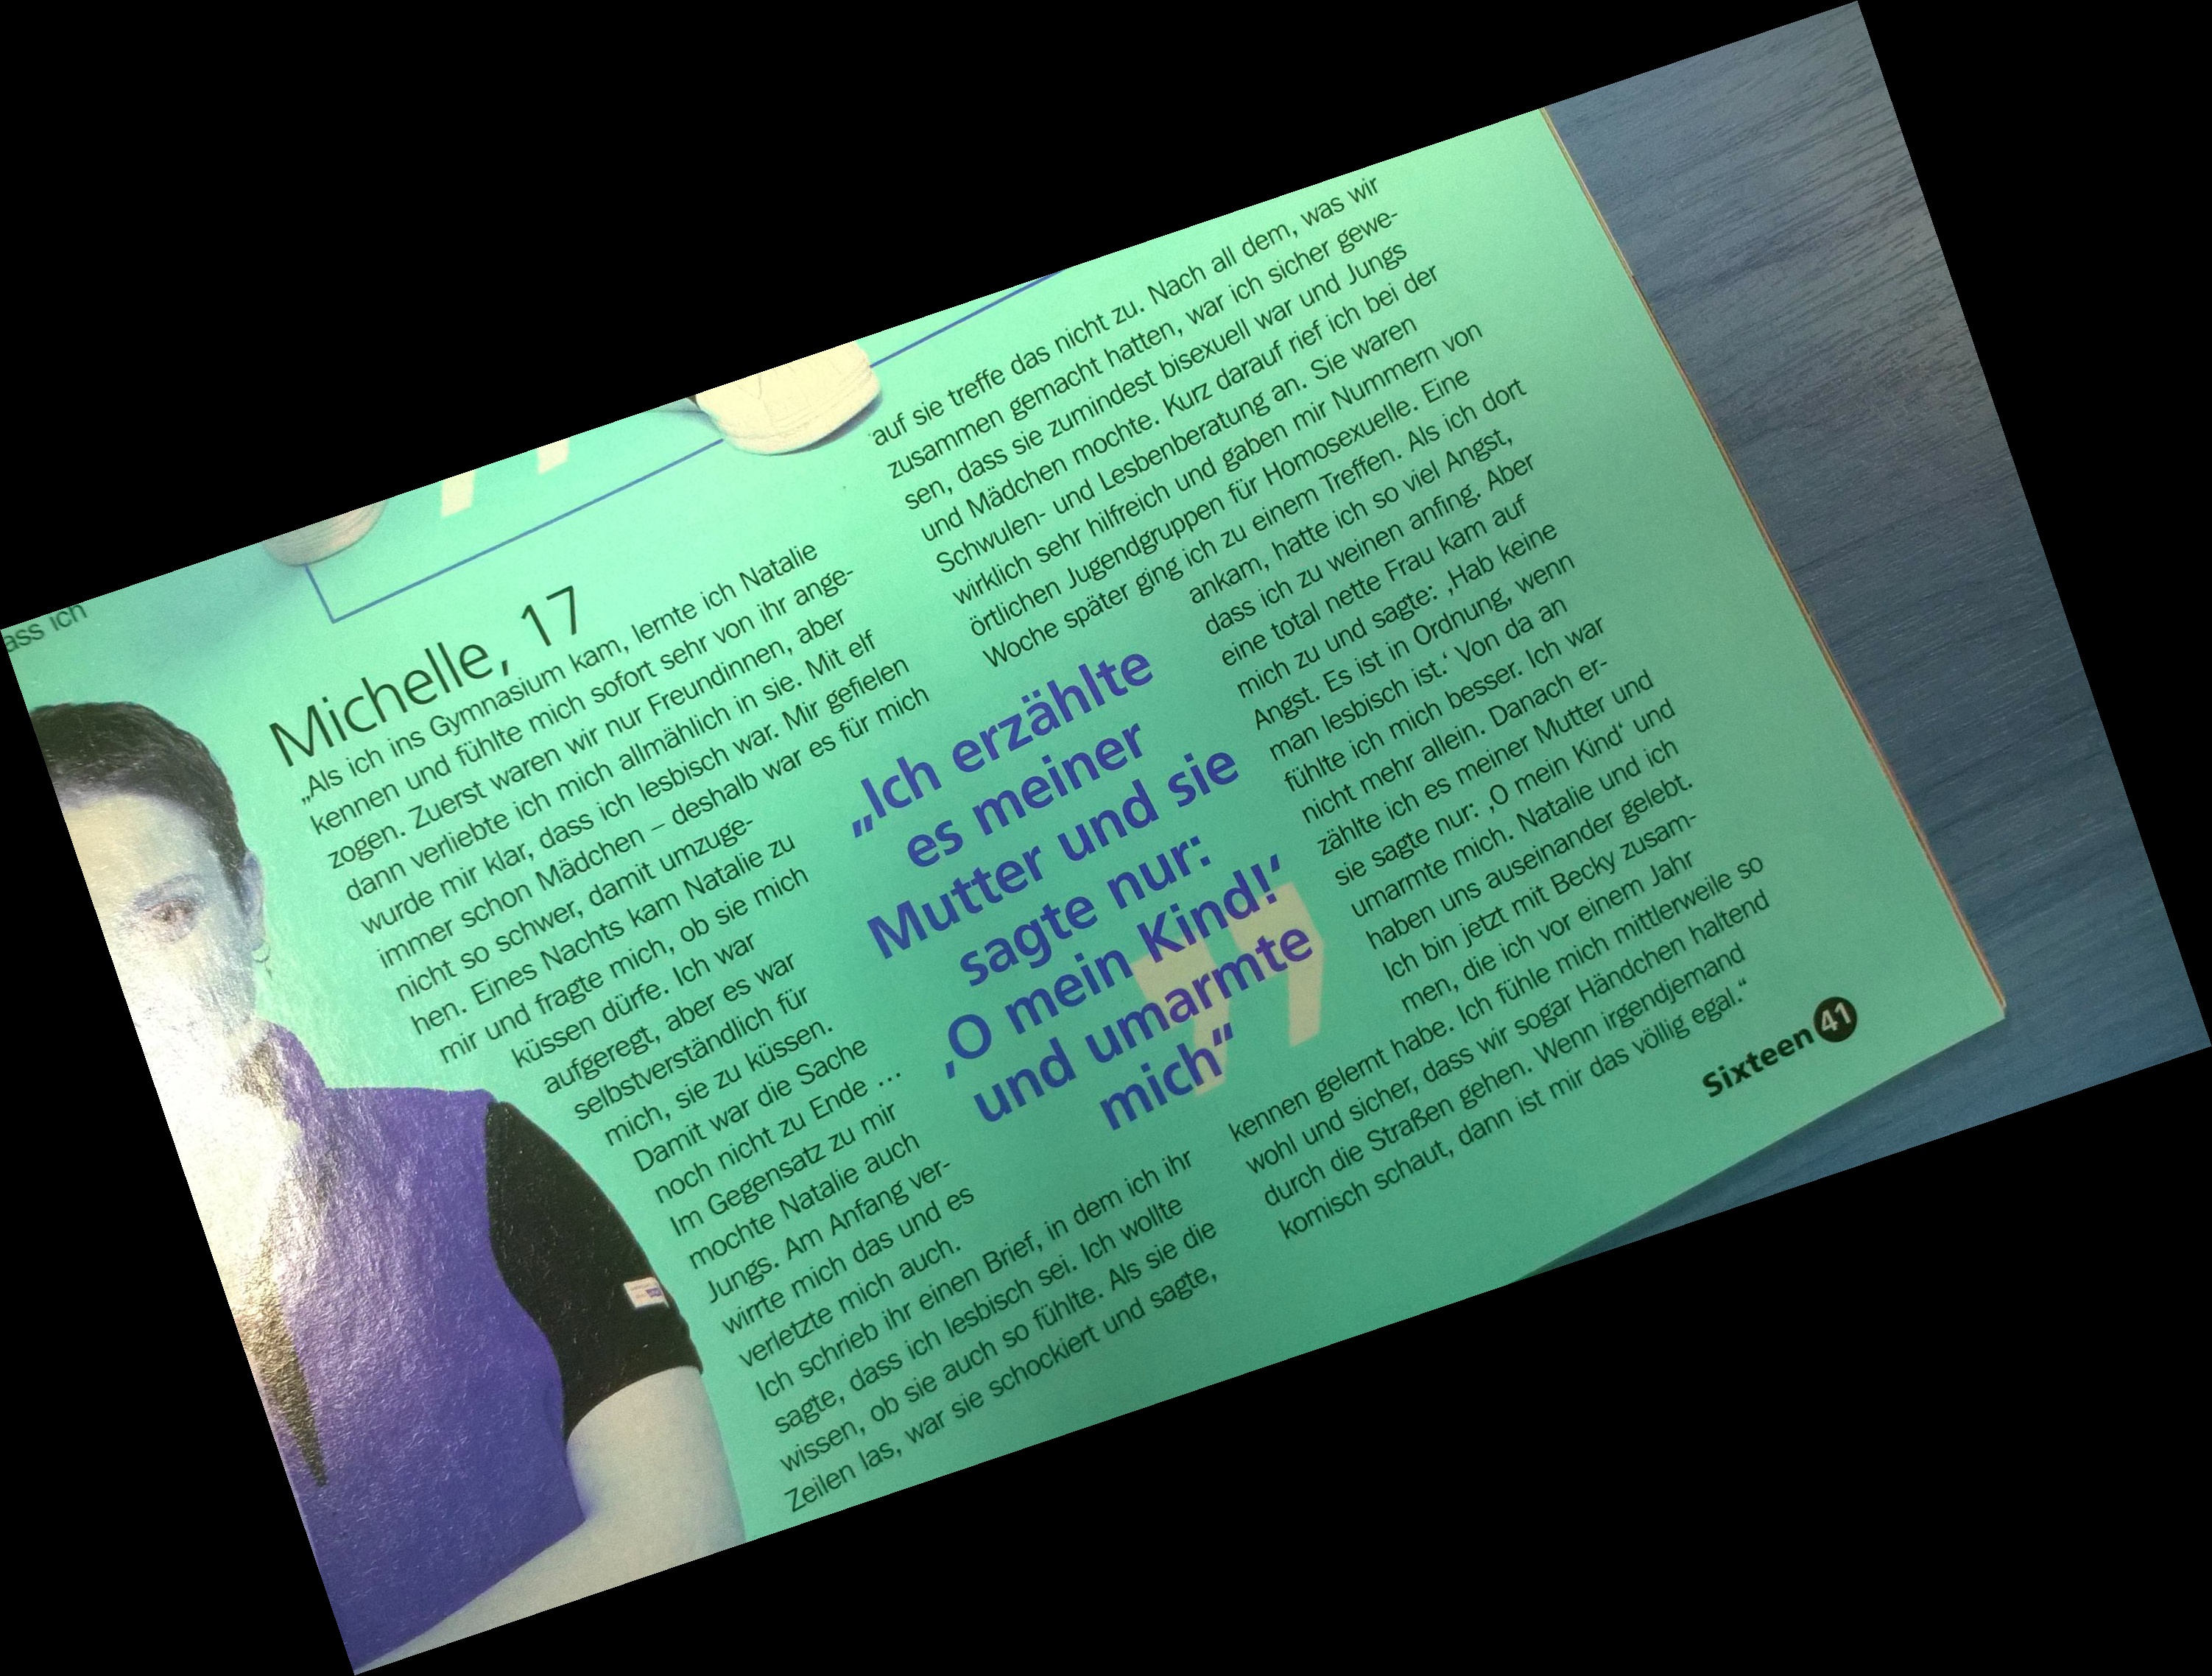 ass ich
Michelle, 17
„Als ich ins Gymnasium kam, lernte ich Natalie
kennen und fühlte mich sofort sehr von ihr ange-
zogen. Zuerst waren wir nur Freundinnen, aber
dann verliebte ich mich allmählich in sie. Mit elf
wurde mir klar, dass ich lesbisch war. Mir gefielen
immer schon Mädchen – deshalb war es für mich
nicht so schwer, damit umzuge-
hen. Eines Nachts kam Natalie zu
mir und fragte mich, ob sie mich
küssen dürfe. Ich war
aufgeregt, aber es war
selbstverständlich für
mich, sie zu küssen.
Damit war die Sache
noch nicht zu Ende ...
Im Gegensatz zu mir
mochte Natalie auch
Jungs. Am Anfang ver-
wirrte mich das und es
verletzte mich auch.
Ich schrieb ihr einen Brief, in dem ich ihr
sagte, dass ich lesbisch sei. Ich wollte
wissen, ob sie auch so fühlte. Als sie die
Zeilen las, war sie schockiert und sagte,
„Ich erzählte
es meiner
Mutter und sie
sagte nur:
‚O mein Kind!‘
und umarmte
mich“
auf sie treffe das nicht zu. Nach all dem, was wir
zusammen gemacht hatten, war ich sicher gewe-
sen, dass sie zumindest bisexuell war und Jungs
und Mädchen mochte. Kurz darauf rief ich bei der
Schwulen- und Lesbenberatung an. Sie waren
wirklich sehr hilfreich und gaben mir Nummern von
örtlichen Jugendgruppen für Homosexuelle. Eine
Woche später ging ich zu einem Treffen. Als ich dort
ankam, hatte ich so viel Angst,
dass ich zu weinen anfing. Aber
eine total nette Frau kam auf
mich zu und sagte: ‚Hab keine
Angst. Es ist in Ordnung, wenn
man lesbisch ist.‘ Von da an
fühlte ich mich besser. Ich war
nicht mehr allein. Danach er-
zählte ich es meiner Mutter und
sie sagte nur: ‚O mein Kind‘ und
umarmte mich. Natalie und ich
haben uns auseinander gelebt.
Ich bin jetzt mit Becky zusam-
men, die ich vor einem Jahr
kennen gelernt habe. Ich fühle mich mittlerweile so
wohl und sicher, dass wir sogar Händchen haltend
durch die Straßen gehen. Wenn irgendjemand
komisch schaut, dann ist mir das völlig egal.“
Sixteen 41